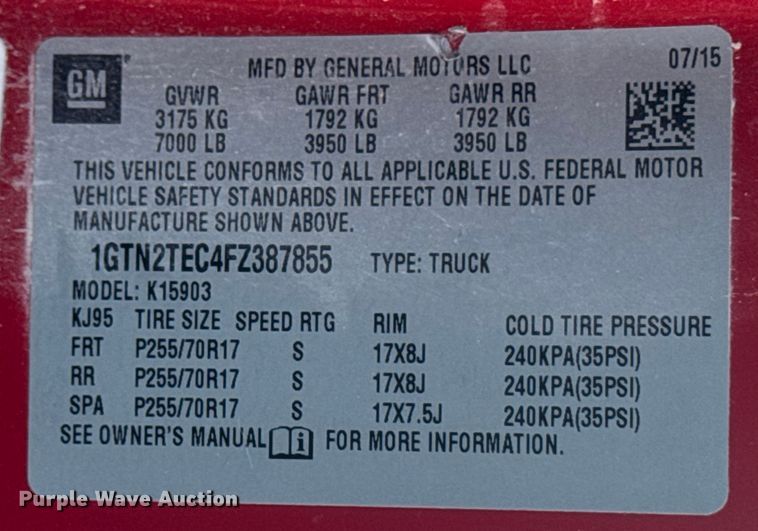 GM
MFD BY GENERAL MOTORS LLC 07/15
GVWR GAWR FRT GAWR RR
3175 KG 1792 KG 1792 KG
7000 LB 3950 LB 3950 LB
THIS VEHICLE CONFORMS TO ALL APPLICABLE U.S. FEDERAL MOTOR
VEHICLE SAFETY STANDARDS IN EFFECT ON THE DATE OF
MANUFACTURE SHOWN ABOVE.
1GTN2TEC4FZ387855 TYPE: TRUCK
MODEL: K15903
KJ95 TIRE SIZE SPEED RTG RIM COLD TIRE PRESSURE
FRT P255/70R17 S 17X8J 240KPA(35PSI)
RR P255/70R17 S 17X8J 240KPA(35PSI)
SPA P255/70R17 S 17X7.5J 240KPA(35PSI)
SEE OWNER'S MANUAL i FOR MORE INFORMATION.
Purple Wave Auction